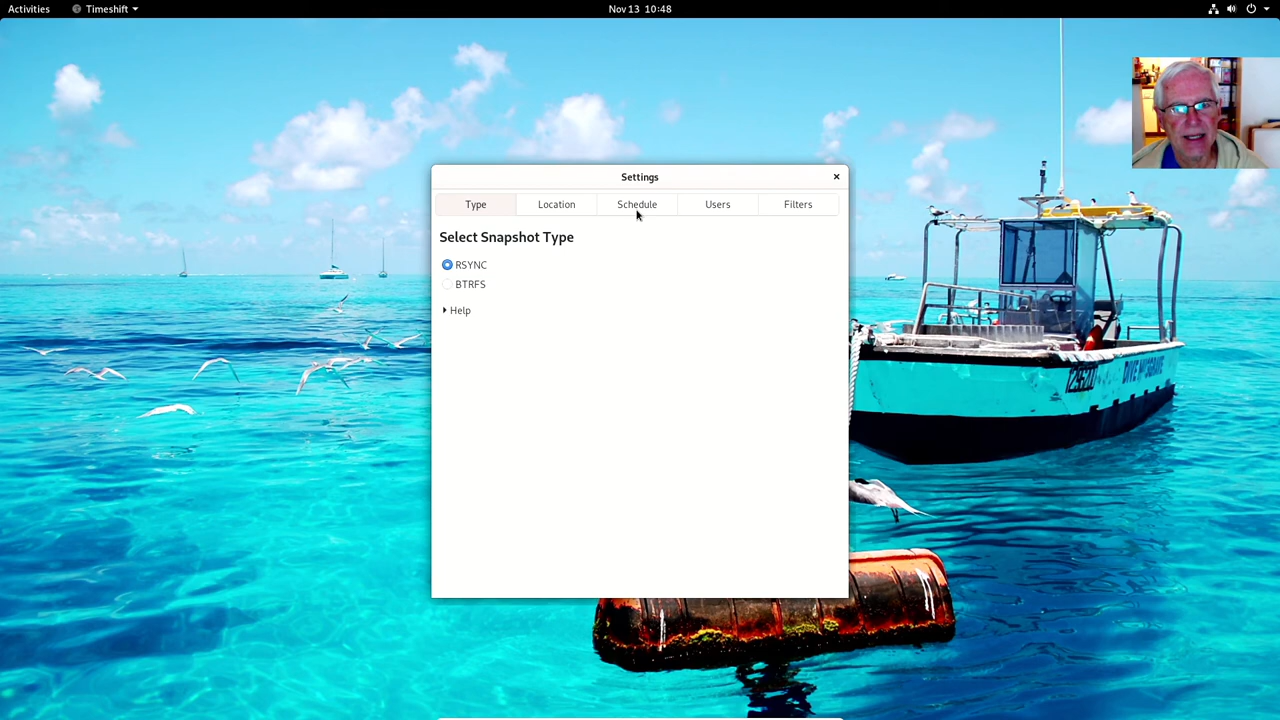 Activities
Timeshift
Nov 13 10:48
Settings
Type
Location
Schedule
Users
Filters
Select Snapshot Type
RSYNC
BTRFS
Help